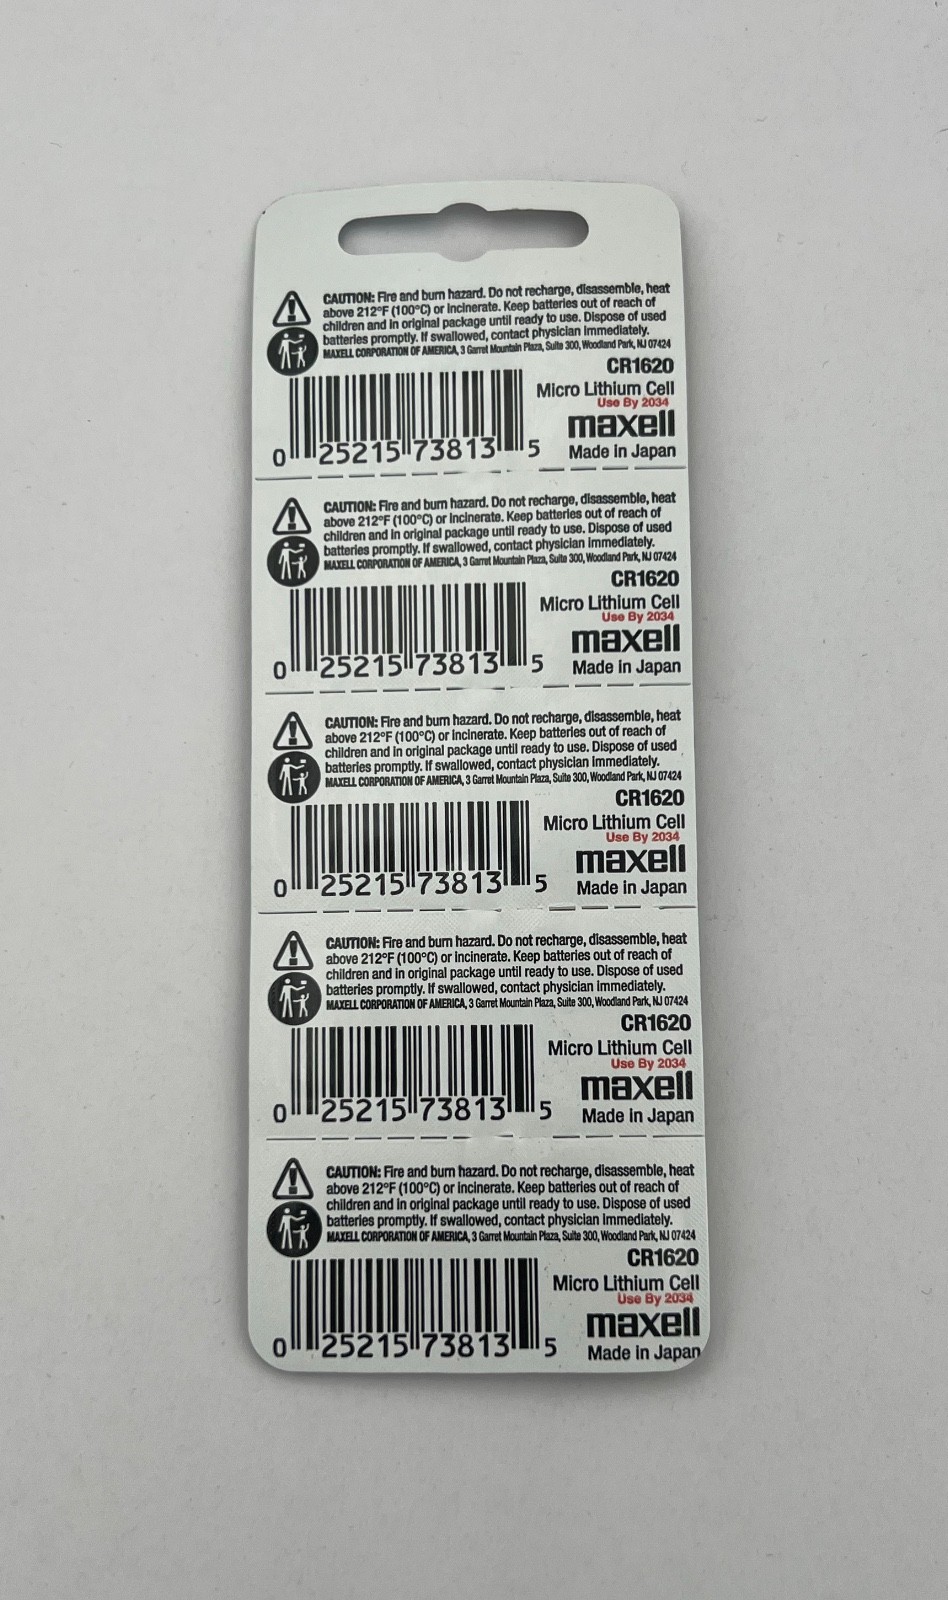 CAUTION: Fire and burn hazard. Do not recharge, disassemble, heat
above 212°F (100°C) or incinerate. Keep batteries out of reach of
children and in original package until ready to use. Dispose of used
batteries promptly. If swallowed, contact physician immediately.
MAXELL CORPORATION OF AMERICA, 3 Garret Mountain Plaza, Suite 300, Woodland Park, NJ 07424
CR1620
Micro Lithium Cell
Use By 2034
maxell
Made in Japan
0 25215 73813 5
CAUTION: Fire and burn hazard. Do not recharge, disassemble, heat
above 212°F (100°C) or incinerate. Keep batteries out of reach of
children and in original package until ready to use. Dispose of used
batteries promptly. If swallowed, contact physician immediately.
MAXELL CORPORATION OF AMERICA, 3 Garret Mountain Plaza, Suite 300, Woodland Park, NJ 07424
CR1620
Micro Lithium Cell
Use By 2034
maxell
Made in Japan
0 25215 73813 5
CAUTION: Fire and burn hazard. Do not recharge, disassemble, heat
above 212°F (100°C) or incinerate. Keep batteries out of reach of
children and in original package until ready to use. Dispose of used
batteries promptly. If swallowed, contact physician immediately.
MAXELL CORPORATION OF AMERICA, 3 Garret Mountain Plaza, Suite 300, Woodland Park, NJ 07424
CR1620
Micro Lithium Cell
Use By 2034
maxell
Made in Japan
0 25215 73813 5
CAUTION: Fire and burn hazard. Do not recharge, disassemble, heat
above 212°F (100°C) or incinerate. Keep batteries out of reach of
children and in original package until ready to use. Dispose of used
batteries promptly. If swallowed, contact physician immediately.
MAXELL CORPORATION OF AMERICA, 3 Garret Mountain Plaza, Suite 300, Woodland Park, NJ 07424
CR1620
Micro Lithium Cell
Use By 2034
maxell
Made in Japan
0 25215 73813 5
CAUTION: Fire and burn hazard. Do not recharge, disassemble, heat
above 212°F (100°C) or incinerate. Keep batteries out of reach of
children and in original package until ready to use. Dispose of used
batteries promptly. If swallowed, contact physician immediately.
MAXELL CORPORATION OF AMERICA, 3 Garret Mountain Plaza, Suite 300, Woodland Park, NJ 07424
CR1620
Micro Lithium Cell
Use By 2034
maxell
Made in Japan
0 25215 73813 5